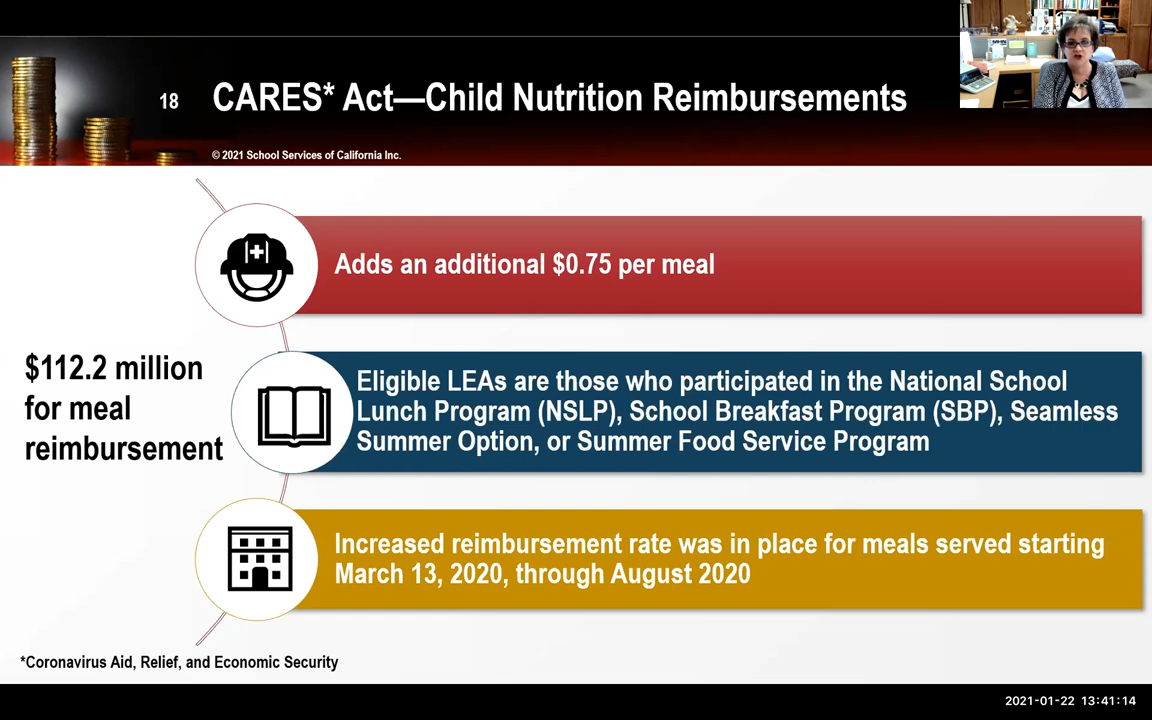 18
CARES* Act—Child Nutrition Reimbursements
© 2021 School Services of California Inc.
Adds an additional $0.75 per meal
$112.2 million
for meal
reimbursement
Eligible LEAs are those who participated in the National School
Lunch Program (NSLP), School Breakfast Program (SBP), Seamless
Summer Option, or Summer Food Service Program
Increased reimbursement rate was in place for meals served starting
March 13, 2020, through August 2020
*Coronavirus Aid, Relief, and Economic Security
2021-01-22 13:41:14